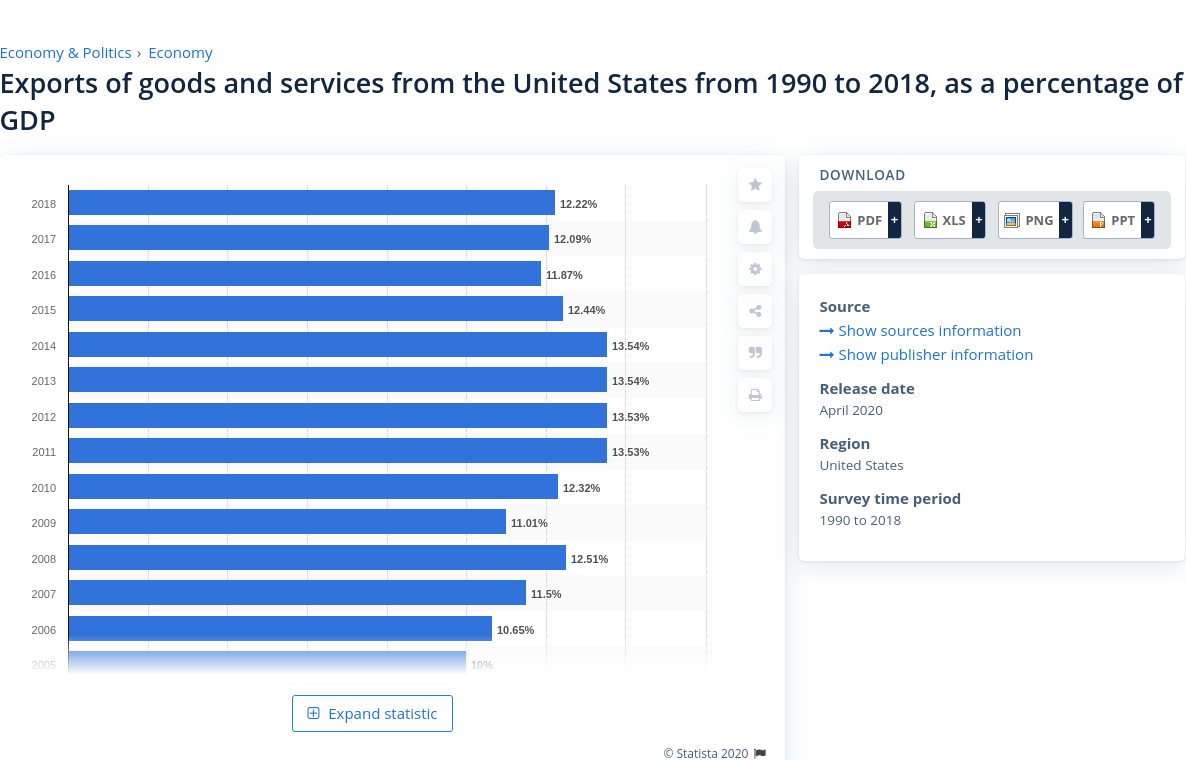 Economy & Politics › Economy
Exports of goods and services from the United States from 1990 to 2018, as a percentage of
GDP
2018 12.22%
2017 12.09%
2016 11.87%
2015 12.44%
2014 13.54%
2013 13.54%
2012 13.53%
2011 13.53%
2010 12.32%
2009 11.01%
2008 12.51%
2007 11.5%
2006 10.65%
2005 10%
Expand statistic
© Statista 2020
DOWNLOAD
PDF + XLS + PNG + PPT +
Source
Show sources information
Show publisher information
Release date
April 2020
Region
United States
Survey time period
1990 to 2018